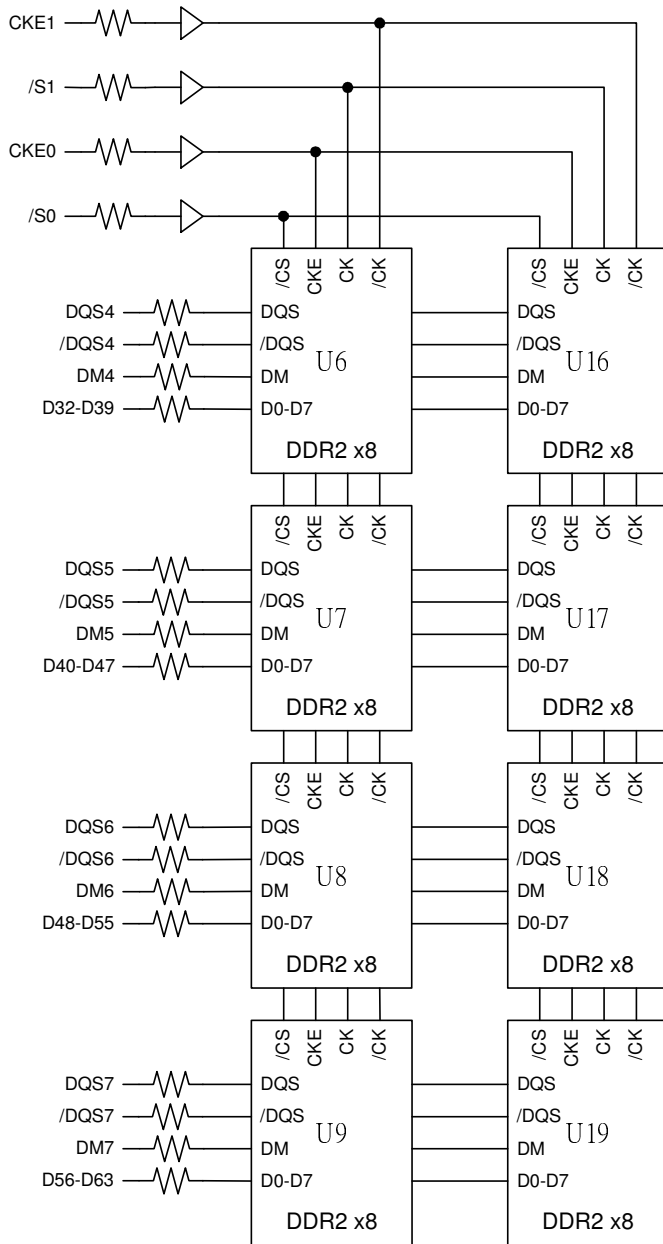 CKE1
/S1
CKE0
/S0
/CS CKE CK /CK
/CS CKE CK /CK
DQS4 DQS DQS
/DQS4 /DQS U6 /DQS U16
DM4 DM DM
D32-D39 D0-D7 D0-D7
DDR2 x8 DDR2 x8
/CS CKE CK /CK
/CS CKE CK /CK
DQS5 DQS DQS
/DQS5 /DQS U7 /DQS U17
DM5 DM DM
D40-D47 D0-D7 D0-D7
DDR2 x8 DDR2 x8
/CS CKE CK /CK
/CS CKE CK /CK
DQS6 DQS DQS
/DQS6 /DQS U8 /DQS U18
DM6 DM DM
D48-D55 D0-D7 D0-D7
DDR2 x8 DDR2 x8
/CS CKE CK /CK
/CS CKE CK /CK
DQS7 DQS DQS
/DQS7 /DQS U9 /DQS U19
DM7 DM DM
D56-D63 D0-D7 D0-D7
DDR2 x8 DDR2 x8